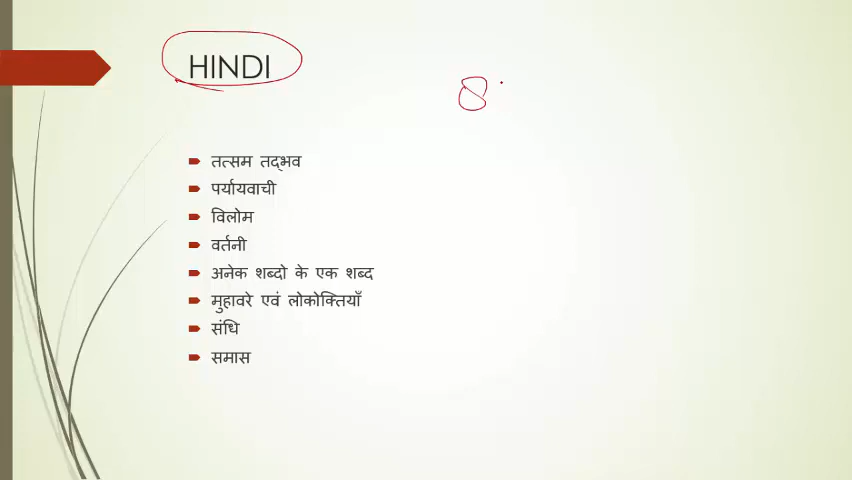 HINDI
8
तत्सम तद्‌भव
पर्यायवाची
विलोम
वर्तनी
अनेक शब्दो के एक शब्द
मुहावरे एवं लोकोक्तियाँ
संधि
समास